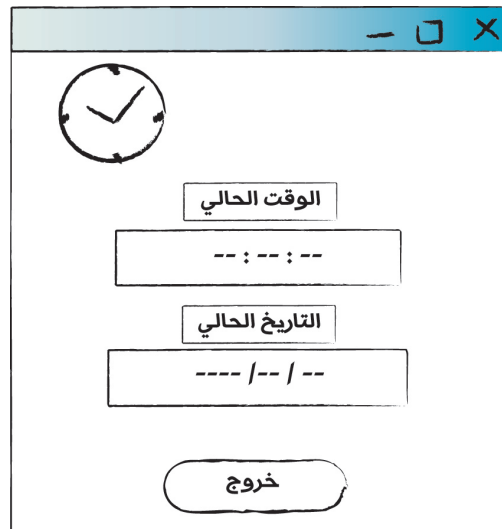 الوقت الحالي
-- : -- : --
التاريخ الحالي
-- / --/ ----
خروج